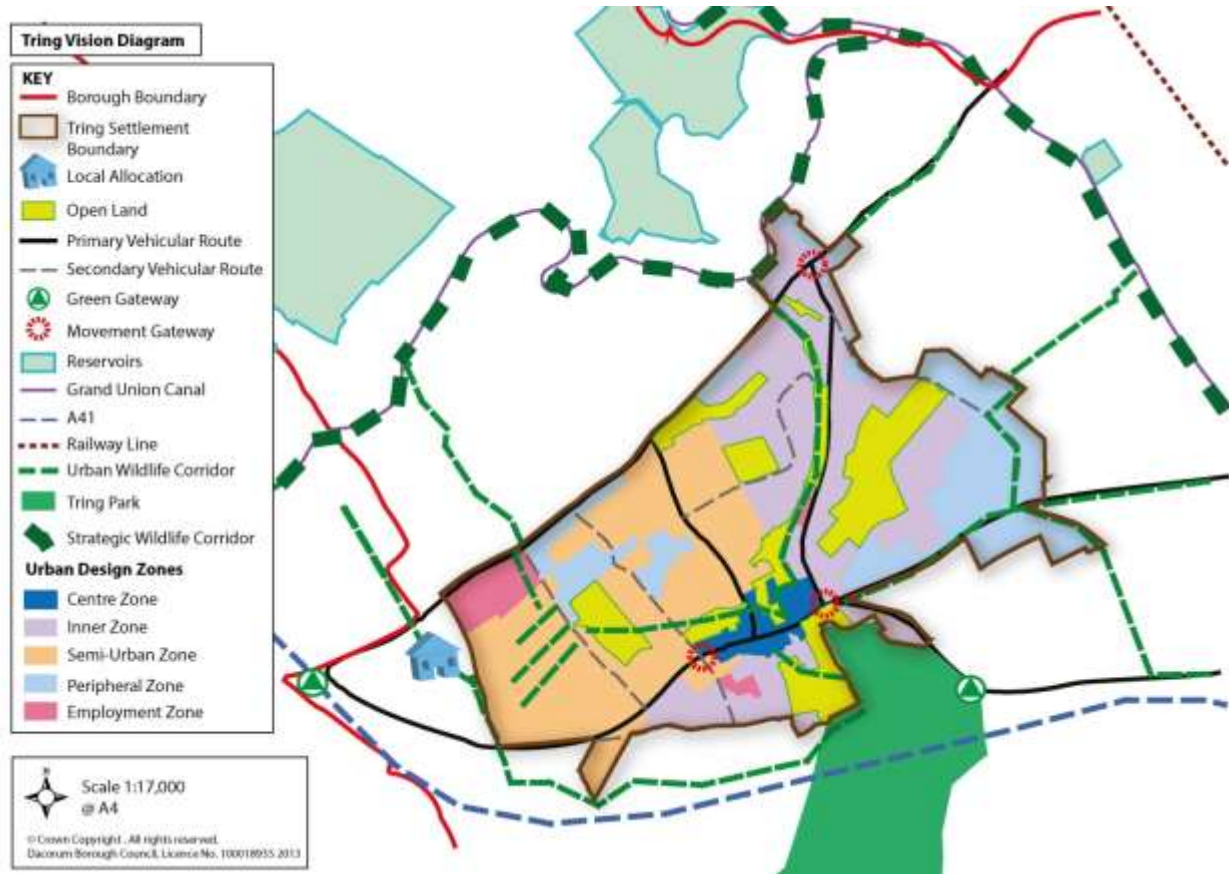 Tring Vision Diagram
KEY
Borough Boundary
Tring Settlement
Boundary
Local Allocation
Open Land
Primary Vehicular Route
Secondary Vehicular Route
Green Gateway
Movement Gateway
Reservoirs
Grand Union Canal
A41
Railway Line
Urban Wildlife Corridor
Tring Park
Strategic Wildlife Corridor
Urban Design Zones
Centre Zone
Inner Zone
Semi-Urban Zone
Peripheral Zone
Employment Zone
N
Scale 1:17,000
@ A4
© Crown Copyright . All rights reserved.
Dacorum Borough Council, Licence No. 100018935 2013